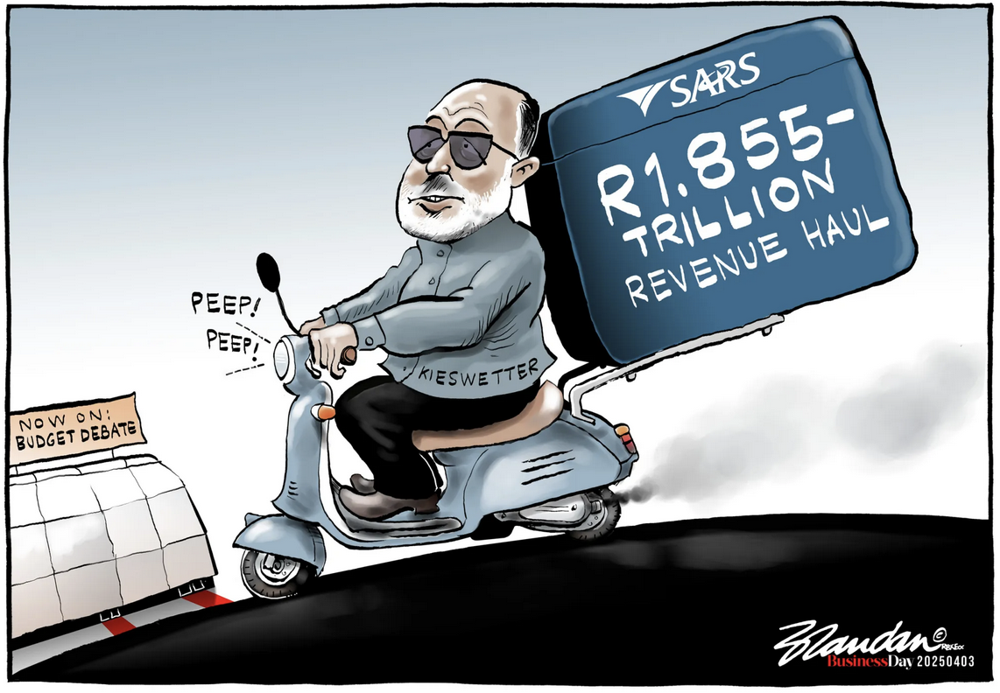 SARS
R1.855-
TRILLION
REVENUE HAUL
PEEP!
PEEP!
KIESWETTER
NOW ON:
BUDGET DEBATE
Brandan ©
BusinessDay 20250403